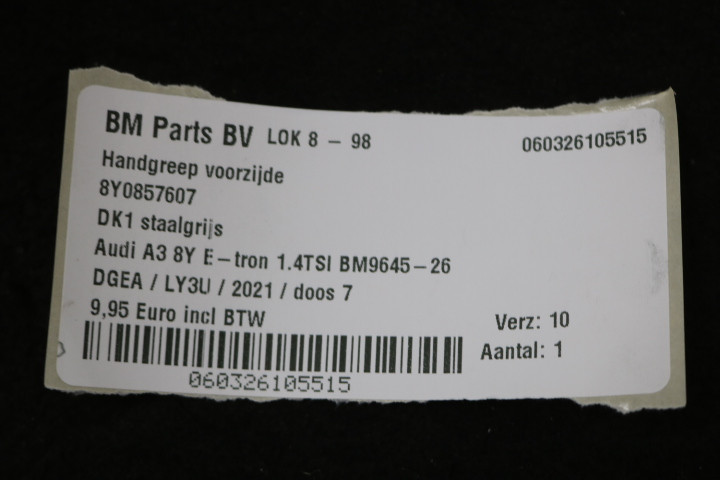 BM Parts BV LOK 8 – 98 060326105515
Handgreep voorzijde
8Y0857607
DK1 staalgrijs
Audi A3 8Y E–tron 1.4TSI BM9645–26
DGEA / LY3U / 2021 / doos 7
9,95 Euro incl BTW Verz: 10
Aantal: 1
060326105515